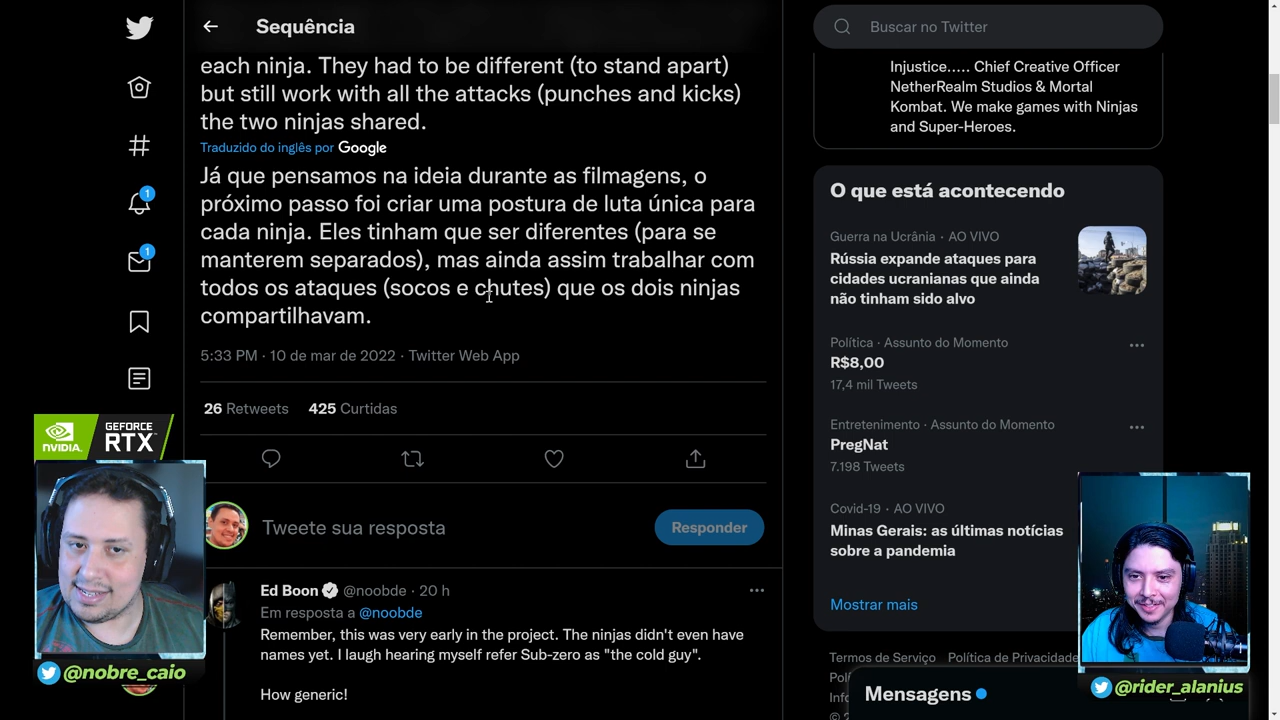 Sequência
each ninja. They had to be different (to stand apart)
but still work with all the attacks (punches and kicks)
the two ninjas shared.
Traduzido do inglês por Google
Já que pensamos na ideia durante as filmagens, o
próximo passo foi criar uma postura de luta única para
cada ninja. Eles tinham que ser diferentes (para se
manterem separados), mas ainda assim trabalhar com
todos os ataques (socos e chutes) que os dois ninjas
compartilhavam.
5:33 PM · 10 de mar de 2022 · Twitter Web App
26 Retweets 425 Curtidas
Tweete sua resposta
Responder
Ed Boon @noobde · 20 h
Em resposta a @noobde
Remember, this was very early in the project. The ninjas didn't even have
names yet. I laugh hearing myself refer Sub-zero as "the cold guy".
How generic!
1
1
NVIDIA.
GEFORCE
RTX
@nobre_caio
Buscar no Twitter
Injustice..... Chief Creative Officer
NetherRealm Studios & Mortal
Kombat. We make games with Ninjas
and Super-Heroes.
O que está acontecendo
Guerra na Ucrânia · AO VIVO
Rússia expande ataques para
cidades ucranianas que ainda
não tinham sido alvo
Política · Assunto do Momento
R$8,00
17,4 mil Tweets
Entretenimento · Assunto do Momento
PregNat
7.198 Tweets
Covid-19 · AO VIVO
Minas Gerais: as últimas notícias
sobre a pandemia
Mostrar mais
Termos de Serviço Política de Privacidade
Mensagens
@rider_alanius